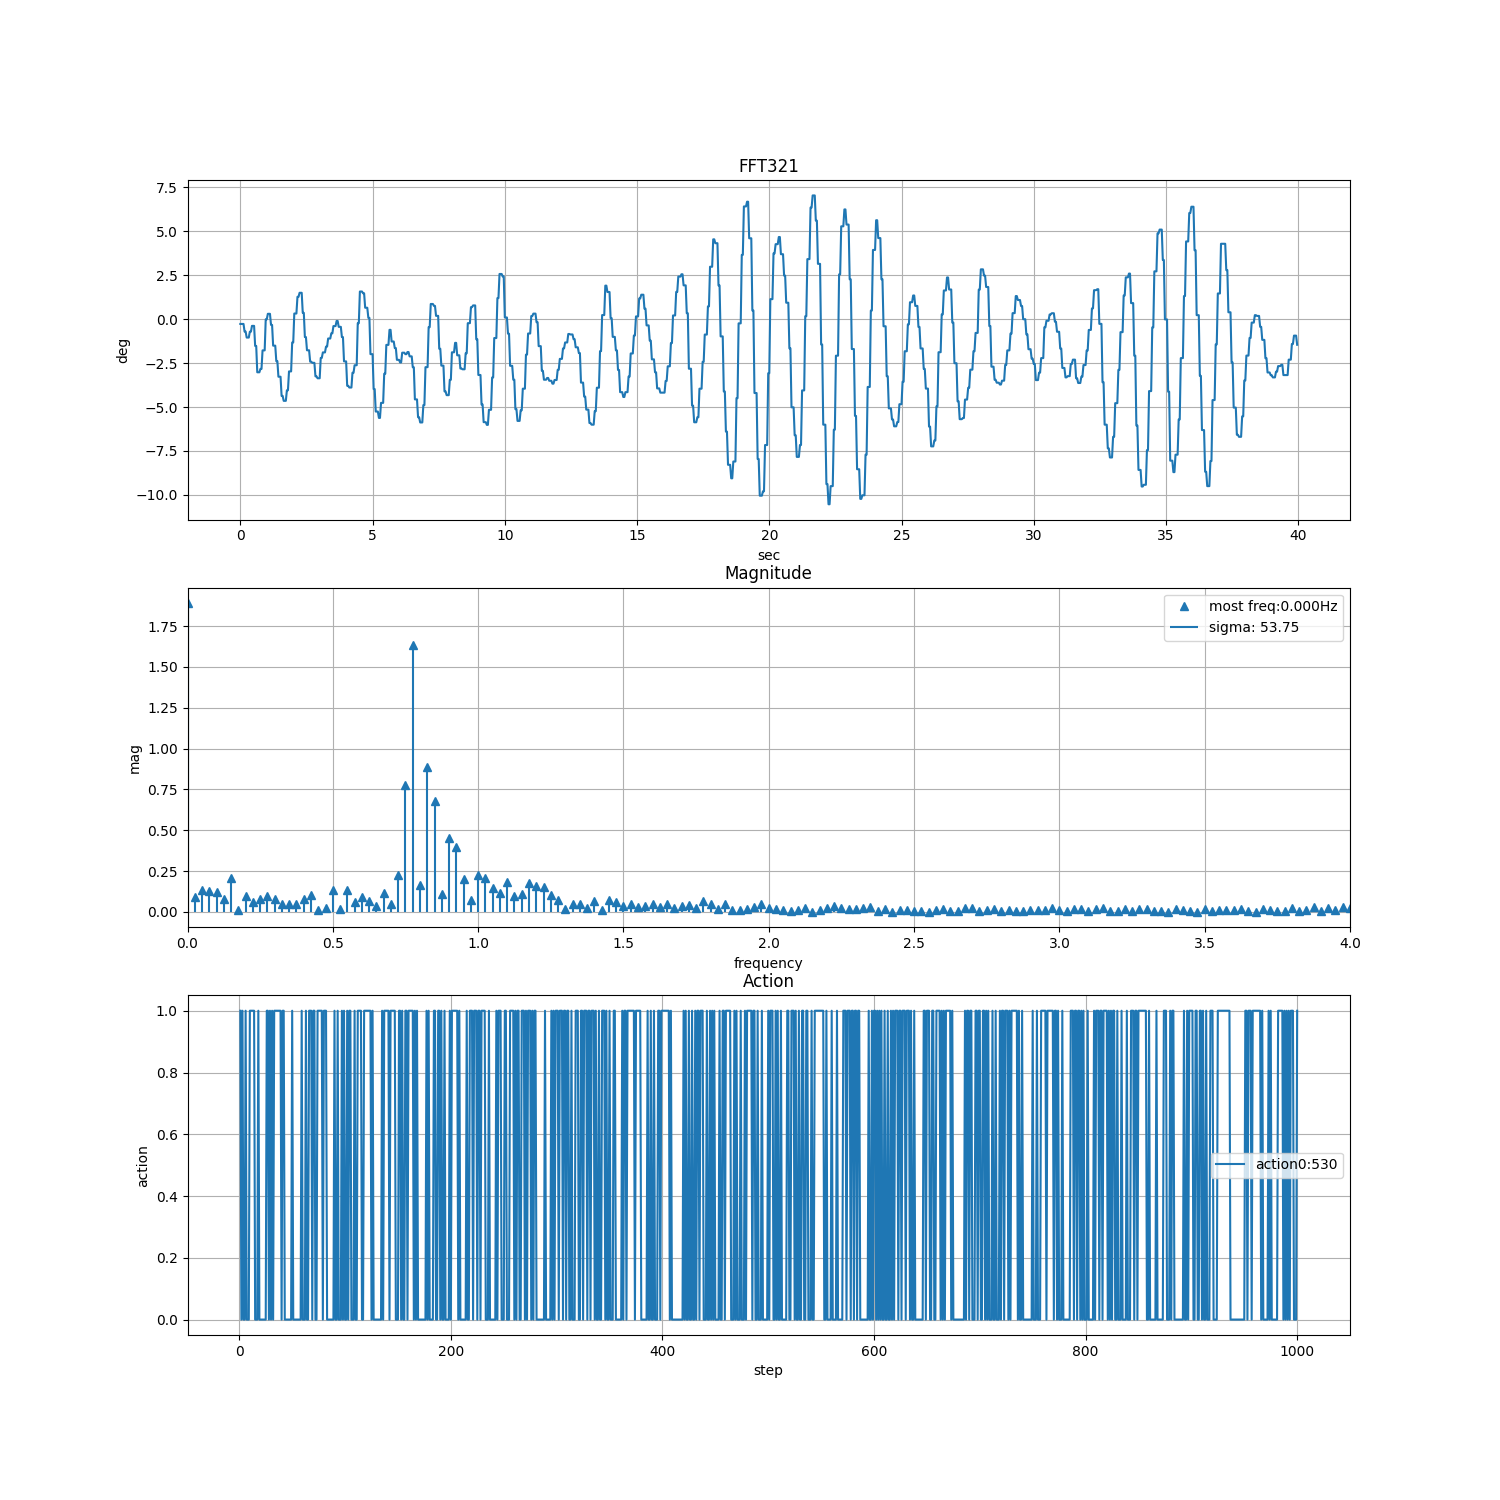 FFT321
7.5
5.0
2.5
0.0
−2.5
−5.0
−7.5
−10.0
deg
0 5 10 15 20 25 30 35 40
sec
Magnitude
most freq:0.000Hz
sigma: 53.75
1.75
1.50
1.25
1.00
0.75
0.50
0.25
0.00
mag
0.0 0.5 1.0 1.5 2.0 2.5 3.0 3.5 4.0
frequency
Action
1.0
0.8
0.6
0.4
0.2
0.0
action
action0:530
0 200 400 600 800 1000
step